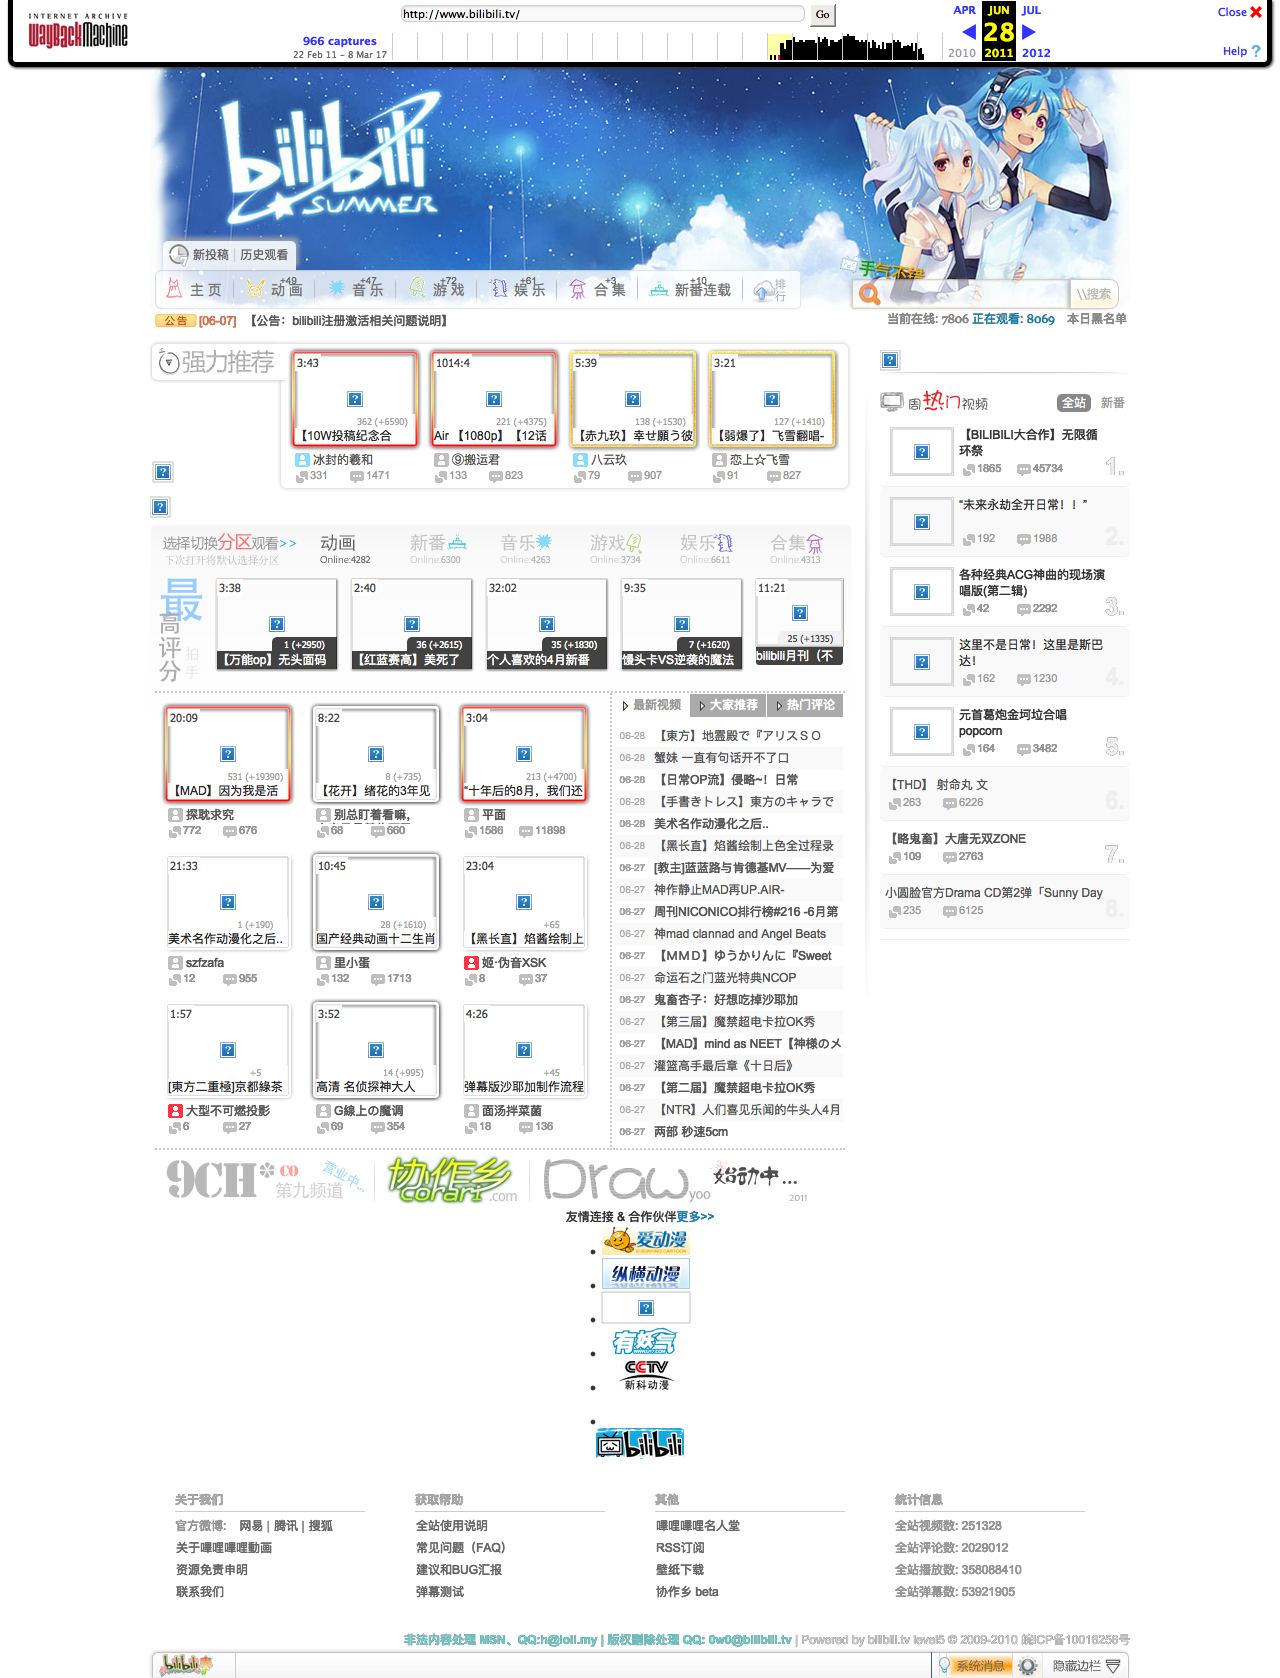 INTERNET ARCHIVE
WayBackMachine
http://www.bilibili.tv/
Go
966 captures
22 Feb 11 – 8 Mar 17
APR JUN JUL
28
2010 2011 2012
Close
Help ?
bilibili
SUMMER
新投稿 历史观看
手气不错
主页
动画 +49
音乐 +47
游戏 +72
娱乐 +61
合集 +3
新番连载 +10
排行
\\搜索
公告 [06-07] 【公告：bilibili注册激活相关问题说明】
当前在线: 7806 正在观看: 8069 本日黑名单
强力推荐
3:43
362 (+6590)
【10W投稿纪念合
冰封的羲和
331 1471
1014:4
221 (+4375)
Air 【1080p】【12话
⑨搬运君
133 823
5:39
138 (+1530)
【赤九玖】幸せ願う彼
八云玖
79 907
3:21
127 (+1410)
【弱爆了】飞雪翻唱-
恋上☆飞雪
91 827
选择切换分区观看>>
下次打开将默认选择分区
动画
Online:4282
新番
Online:6300
音乐
Online:4263
游戏
Online:3734
娱乐
Online:6611
合集
Online:4313
最高评分
拍手
3:38
1 (+2950)
【万能op】无头面码
2:40
36 (+2615)
【红蓝赛高】美死了
32:02
35 (+1830)
个人喜欢的4月新番
9:35
7 (+1620)
馒头卡VS逆袭的魔法
11:21
25 (+1335)
bilibili月刊（不
20:09
531 (+19390)
【MAD】因为我是活
探耽求究
772 676
8:22
8 (+735)
【花开】绪花的3年见
别总盯着看嘛，
68 660
3:04
213 (+4700)
“十年后的8月，我们还
平面
1586 11898
21:33
1 (+190)
美术名作动漫化之后..
szfzafa
12 955
10:45
28 (+1610)
国产经典动画十二生肖
里小蛋
132 1713
23:04
+65
【黑长直】焰酱绘制上
姬·伪音XSK
8 37
1:57
+5
[東方二重極]京都綠茶
大型不可燃投影
6 27
3:52
14 (+995)
高清 名侦探神大人
G線上の魔调
69 354
4:26
+45
弹幕版沙耶加制作流程
面汤拌菜菌
18 136
最新视频 大家推荐 热门评论
06-28 【東方】地霊殿で『アリスＳＯ
06-28 蟹妹 一直有句话开不了口
06-28 【日常OP流】侵略~！日常
06-28 【手書きトレス】東方のキャラで
06-28 美术名作动漫化之后..
06-28 【黑长直】焰酱绘制上色全过程录
06-27 [教主]蓝蓝路与肯德基MV——为爱
06-27 神作静止MAD再UP.AIR-
06-27 周刊NICONICO排行榜#216 -6月第
06-27 神mad clannad and Angel Beats
06-27 【ＭＭＤ】ゆうかりんに『Sweet
06-27 命运石之门蓝光特典NCOP
06-27 鬼畜杏子：好想吃掉沙耶加
06-27 【第三届】魔禁超电卡拉OK秀
06-27 【MAD】mind as NEET【神様のメ
06-27 灌篮高手最后章《十日后》
06-27 【第二届】魔禁超电卡拉OK秀
06-27 【NTR】人们喜见乐闻的牛头人4月
06-27 两部 秒速5cm
周热门视频 全站 新番
【BILIBILI大合作】无限循环祭
1865 45734
1.
“未来永劫全开日常！！”
192 1988
2.
各种经典ACG神曲的现场演唱版(第二辑)
42 2292
3.
这里不是日常！这里是斯巴达！
162 1230
4.
元首葛炮金坷垃合唱popcorn
164 3482
5.
【THD】 射命丸 文
263 6226
6.
【略鬼畜】大唐无双ZONE
109 2763
7.
小圆脸官方Drama CD第2弹「Sunny Day
235 6125
8.
9CH* co 第九频道 营业中...
协作乡 corari.com
Draw yoo 始动中... 2011
友情连接 & 合作伙伴更多>>
爱动漫
纵横动漫
有妖气
CCTV
新科动漫
bilibili
关于我们
官方微博: 网易 | 腾讯 | 搜狐
关于嗶哩嗶哩動画
资源免责申明
联系我们
获取帮助
全站使用说明
常见问题（FAQ）
建议和BUG汇报
弹幕测试
其他
嗶哩嗶哩名人堂
RSS订阅
壁纸下载
协作乡 beta
統计信息
全站视频数: 251328
全站评论数: 2029012
全站播放数: 358088410
全站弹幕数: 53921905
非法内容处理 MSN、QQ:h@loli.my | 版权删除处理 QQ: 0w0@bilibili.tv | Powered by bilibili.tv level5 © 2009-2010 皖ICP备10016256号
bilibili
系统消息 隐藏边栏